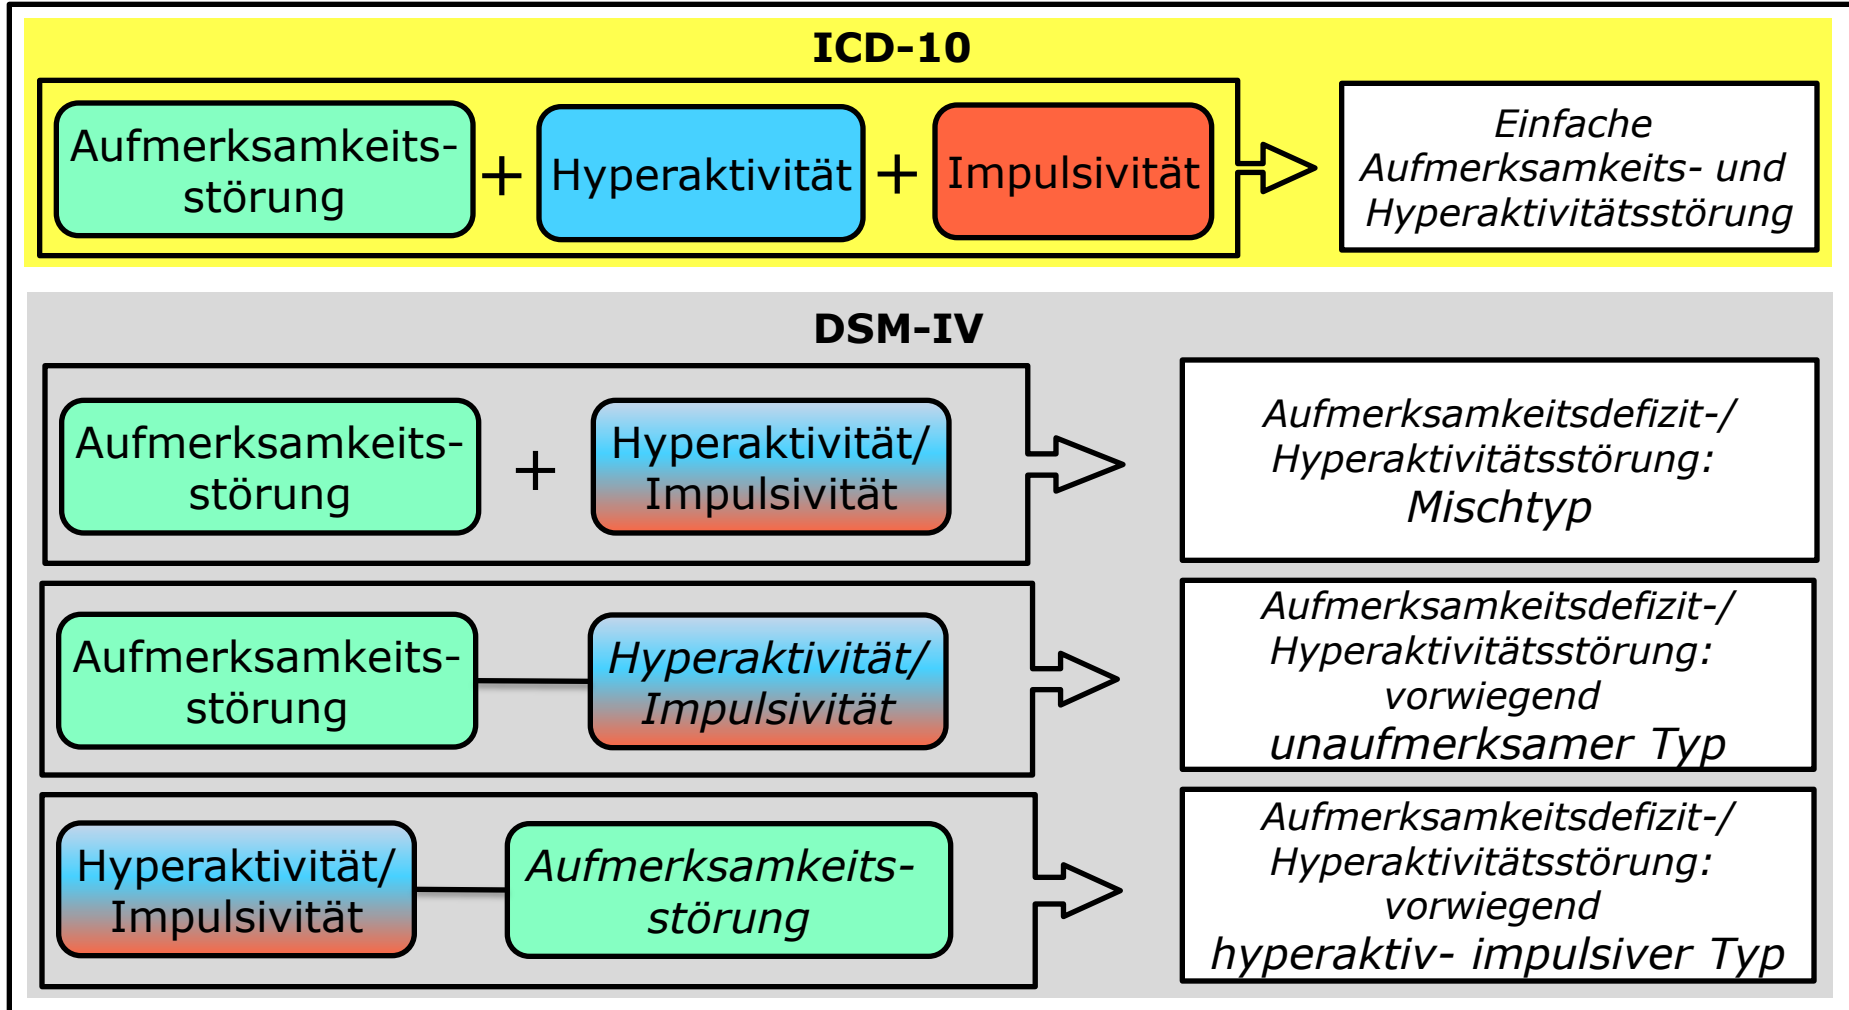 ICD-10
Aufmerksamkeits-
störung
+
Hyperaktivität
+
Impulsivität
Einfache
Aufmerksamkeits- und
Hyperaktivitätsstörung
DSM-IV
Aufmerksamkeits-
störung
+
Hyperaktivität/
Impulsivität
Aufmerksamkeitsdefizit-/
Hyperaktivitätsstörung:
Mischtyp
Aufmerksamkeits-
störung
Hyperaktivität/
Impulsivität
Aufmerksamkeitsdefizit-/
Hyperaktivitätsstörung:
vorwiegend
unaufmerksamer Typ
Hyperaktivität/
Impulsivität
Aufmerksamkeits-
störung
Aufmerksamkeitsdefizit-/
Hyperaktivitätsstörung:
vorwiegend
hyperaktiv- impulsiver Typ